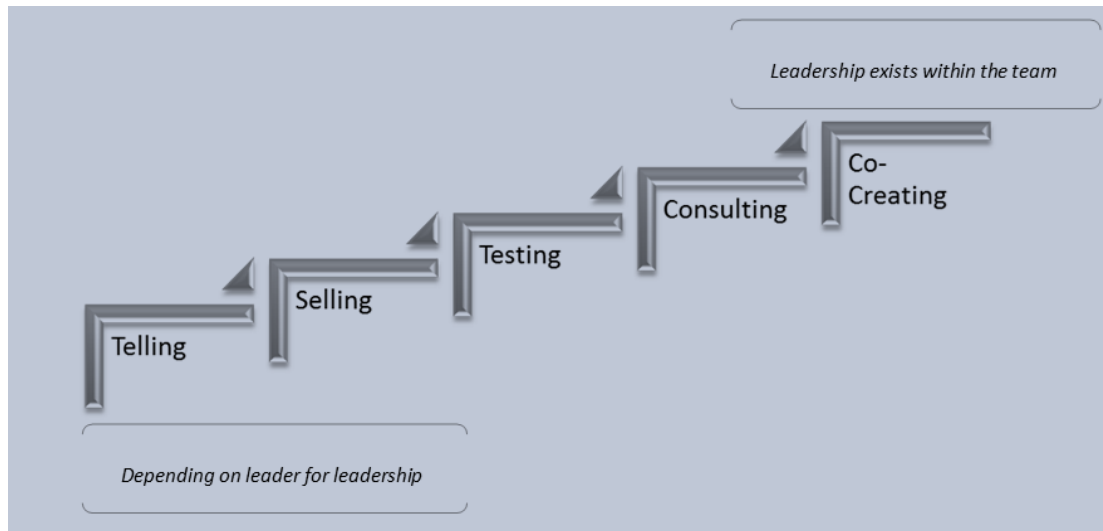 Leadership exists within the team
Co-
Creating
Consulting
Testing
Selling
Telling
Depending on leader for leadership